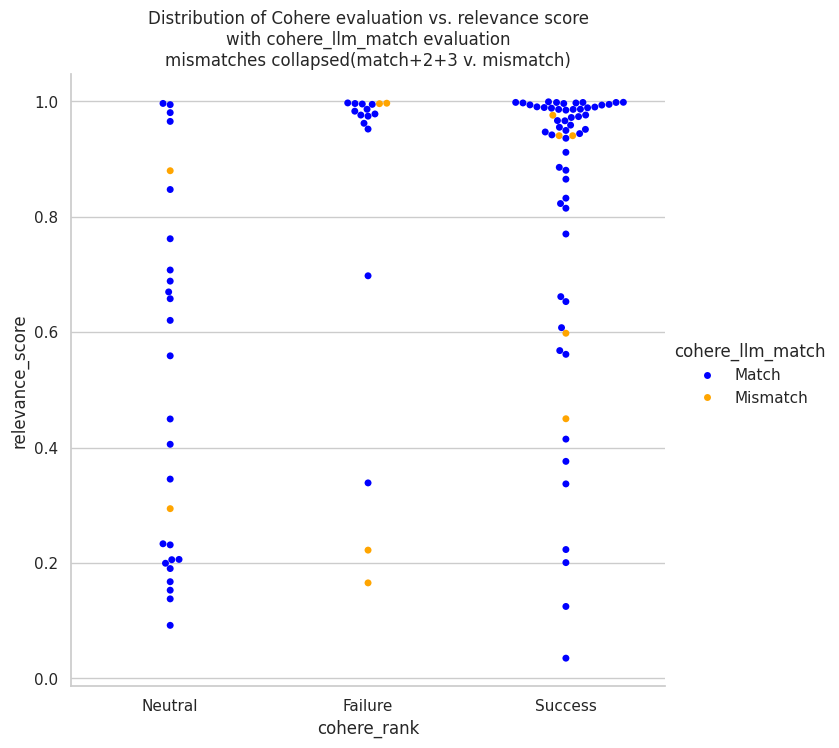 Distribution of Cohere evaluation vs. relevance score
with cohere_llm_match evaluation
mismatches collapsed(match+2+3 v. mismatch)
1.0
0.8
0.6
0.4
0.2
0.0
relevance_score
Neutral
Failure
Success
cohere_rank
cohere_llm_match
Match
Mismatch